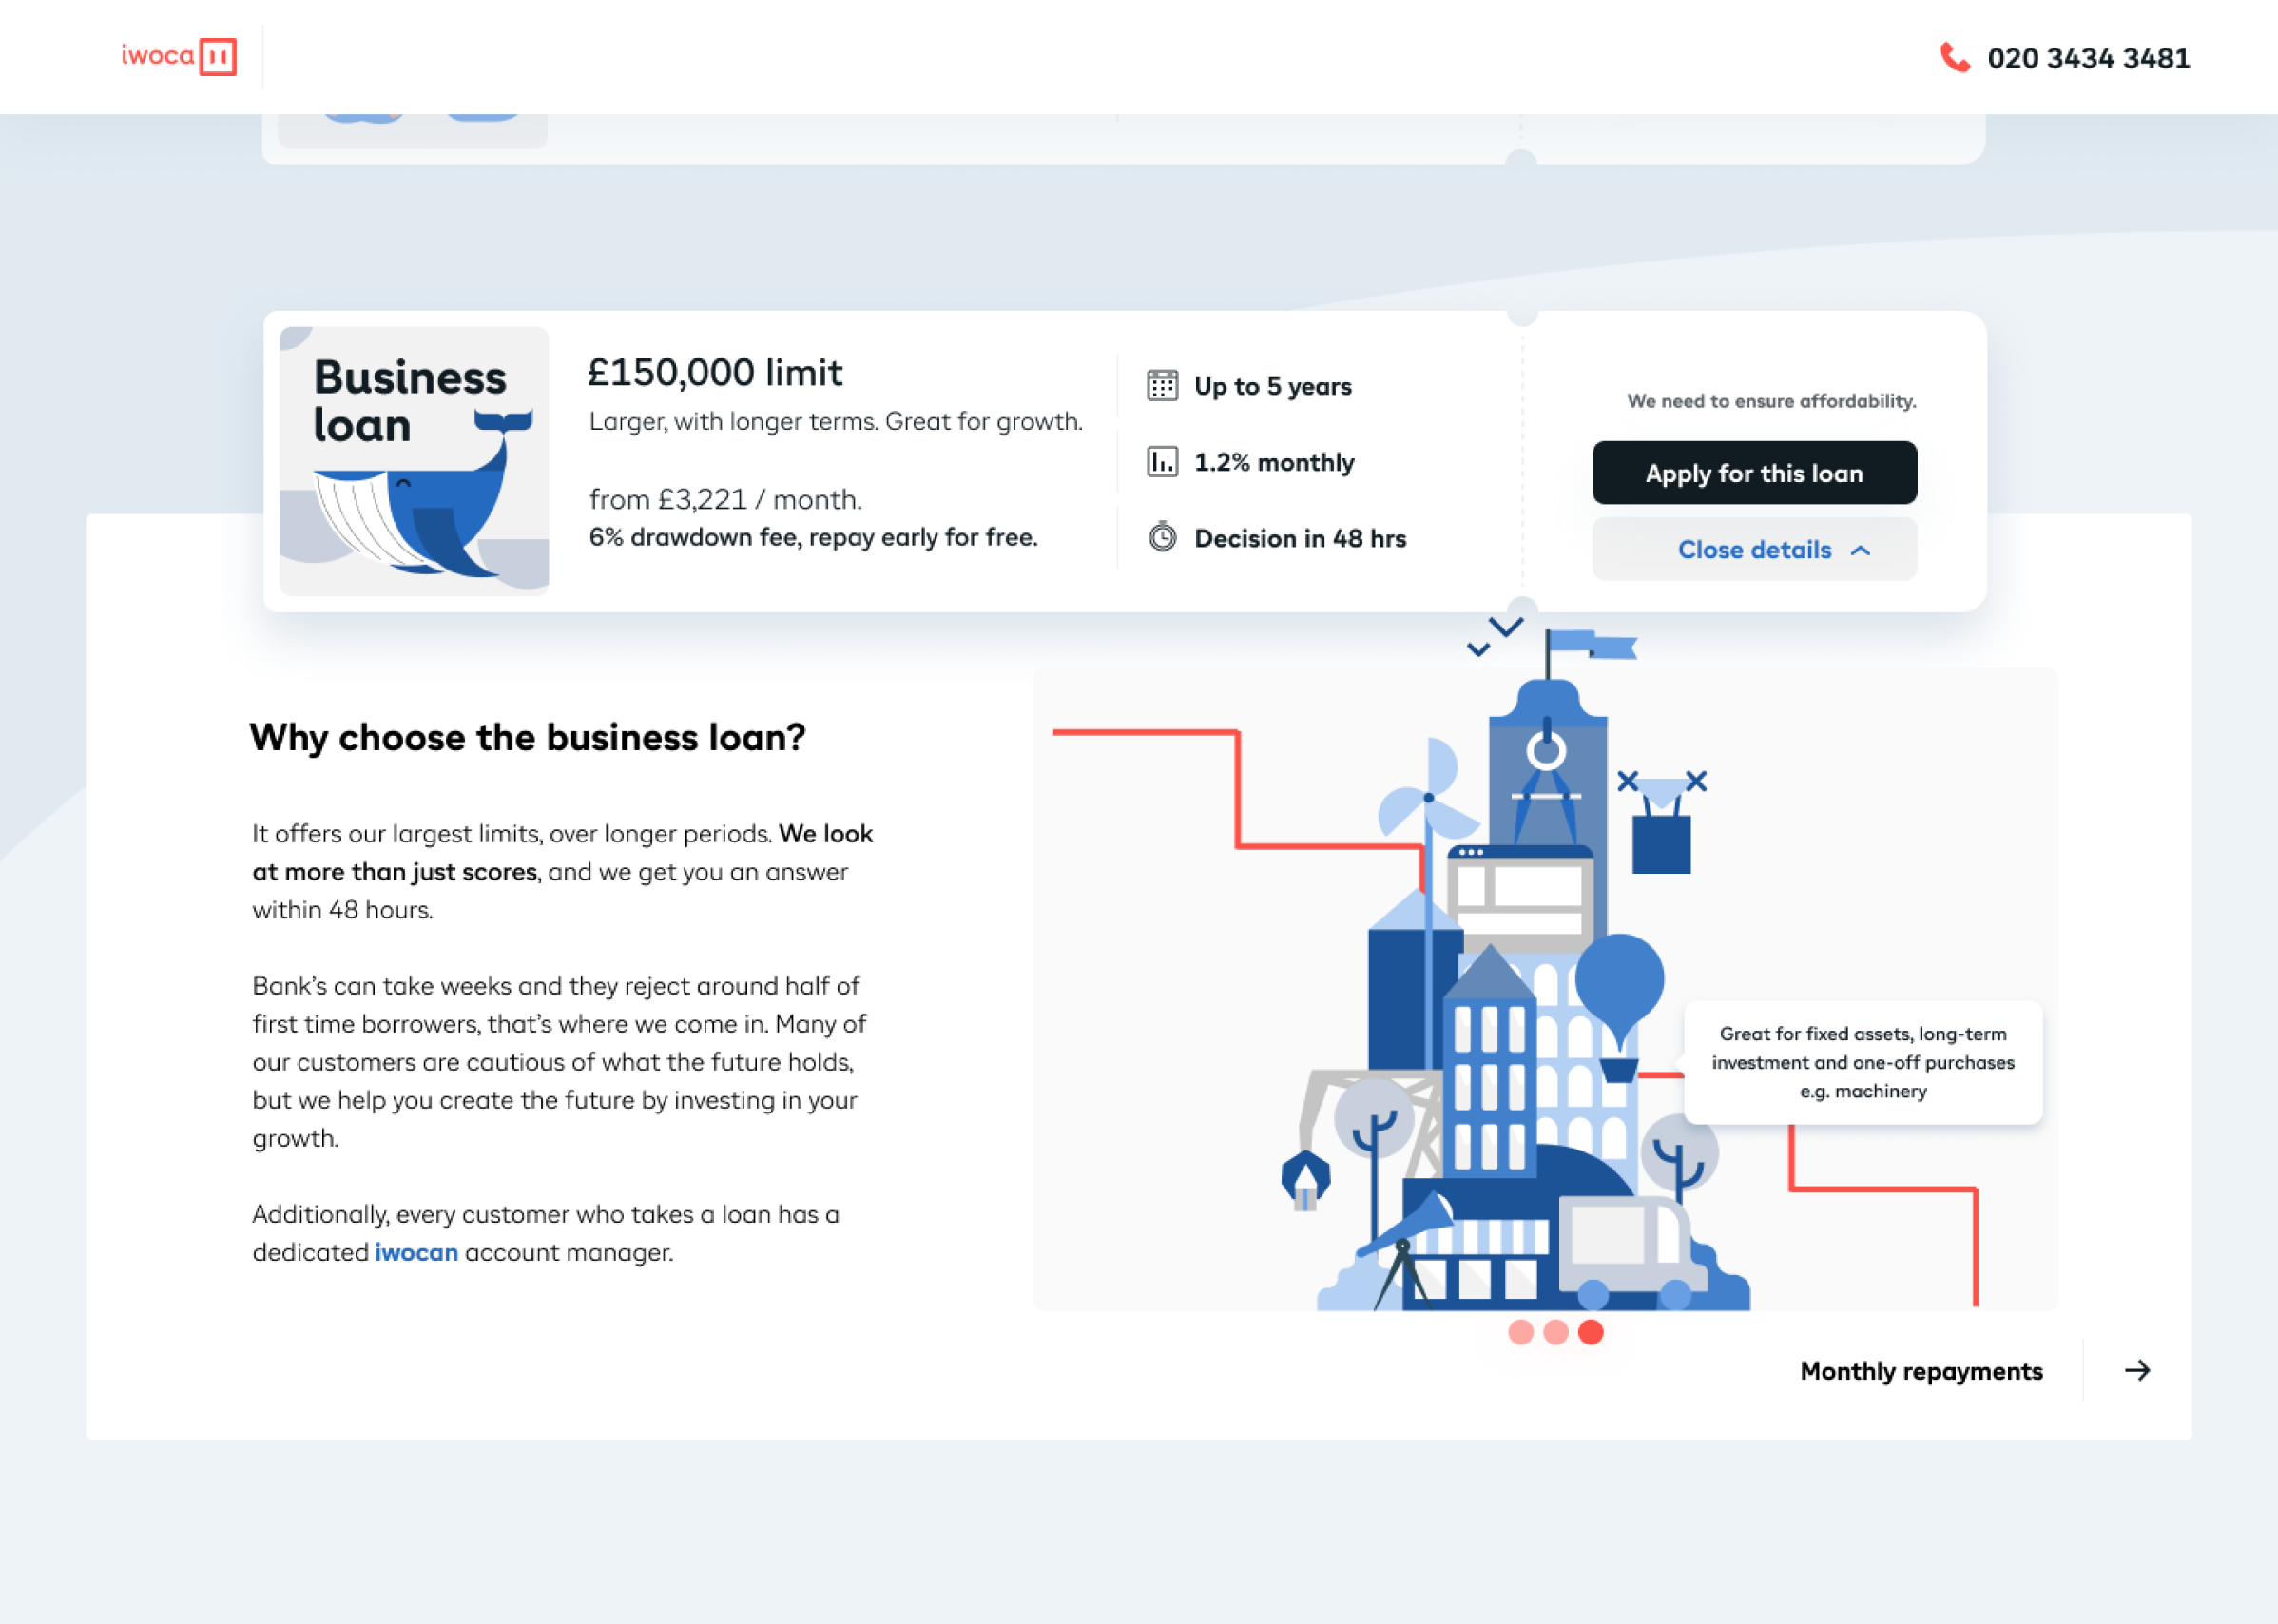 iwoca
020 3434 3481
Business
loan
£150,000 limit
Larger, with longer terms. Great for growth.
from £3,221 / month.
6% drawdown fee, repay early for free.
Up to 5 years
1.2% monthly
Decision in 48 hrs
We need to ensure affordability.
Apply for this loan
Close details
Why choose the business loan?
It offers our largest limits, over longer periods. We look
at more than just scores, and we get you an answer
within 48 hours.
Bank’s can take weeks and they reject around half of
first time borrowers, that’s where we come in. Many of
our customers are cautious of what the future holds,
but we help you create the future by investing in your
growth.
Additionally, every customer who takes a loan has a
dedicated iwocan account manager.
Great for fixed assets, long-term
investment and one-off purchases
e.g. machinery
Monthly repayments